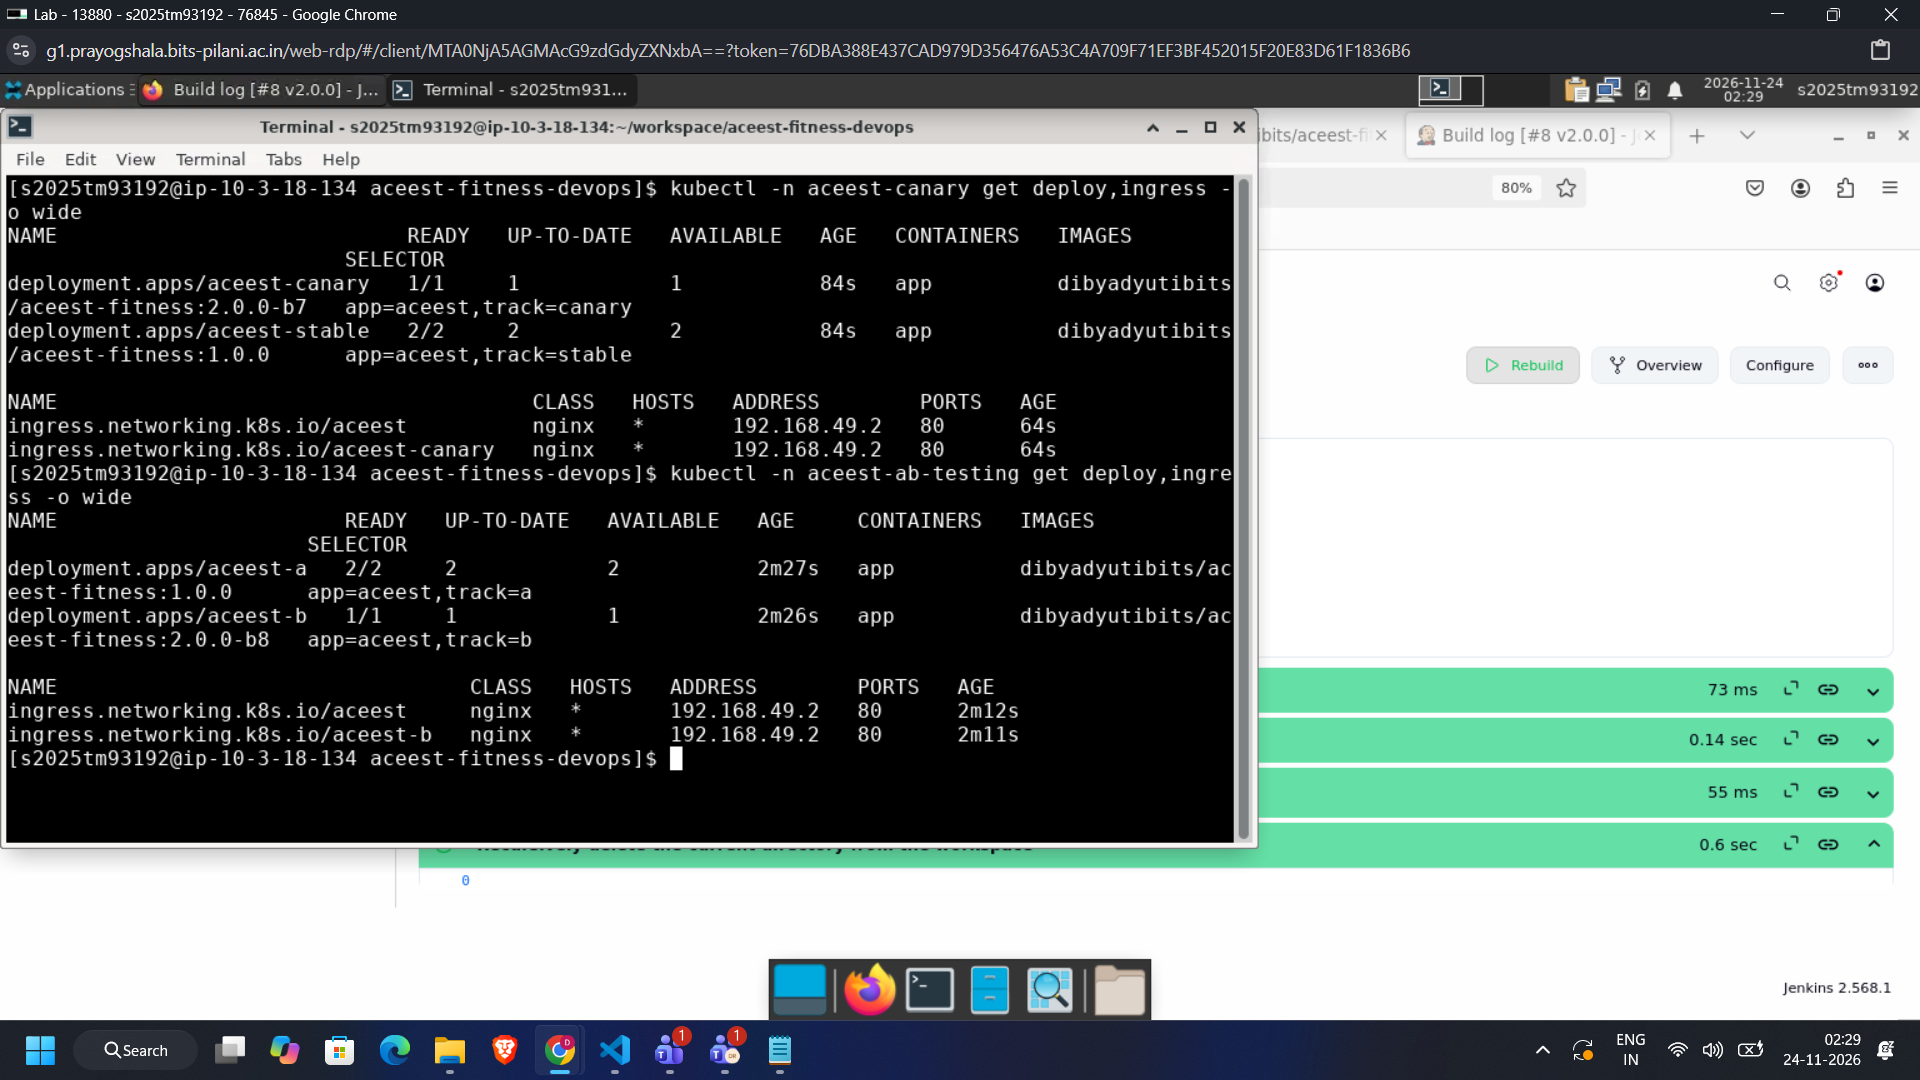 Lab - 13880 - s2025tm93192 - 76845 - Google Chrome
g1.prayogshala.bits-pilani.ac.in/web-rdp/#/client/MTA0NjA5AGMAcG9zdGdyZXNxbA==?token=76DBA388E437CAD979D356476A53C4A709F71EF3BF452015F20E83D61F1836B6
Applications Build log [#8 v2.0.0] - J... Terminal - s2025tm931... 2026-11-24 02:29 s2025tm93192
Terminal - s2025tm93192@ip-10-3-18-134:~/workspace/aceest-fitness-devops
ibits/aceest-fi Build log [#8 v2.0.0] - J
File Edit View Terminal Tabs Help
80%
[s2025tm93192@ip-10-3-18-134 aceest-fitness-devops]$ kubectl -n aceest-canary get deploy,ingress -
o wide
NAME READY UP-TO-DATE AVAILABLE AGE CONTAINERS IMAGES
SELECTOR
deployment.apps/aceest-canary 1/1 1 1 84s app dibyadyutibits
/aceest-fitness:2.0.0-b7 app=aceest,track=canary
deployment.apps/aceest-stable 2/2 2 2 84s app dibyadyutibits
/aceest-fitness:1.0.0 app=aceest,track=stable
NAME CLASS HOSTS ADDRESS PORTS AGE
ingress.networking.k8s.io/aceest nginx * 192.168.49.2 80 64s
ingress.networking.k8s.io/aceest-canary nginx * 192.168.49.2 80 64s
[s2025tm93192@ip-10-3-18-134 aceest-fitness-devops]$ kubectl -n aceest-ab-testing get deploy,ingre
ss -o wide
NAME READY UP-TO-DATE AVAILABLE AGE CONTAINERS IMAGES
SELECTOR
deployment.apps/aceest-a 2/2 2 2 2m27s app dibyadyutibits/ac
eest-fitness:1.0.0 app=aceest,track=a
deployment.apps/aceest-b 1/1 1 1 2m26s app dibyadyutibits/ac
eest-fitness:2.0.0-b8 app=aceest,track=b
NAME CLASS HOSTS ADDRESS PORTS AGE
ingress.networking.k8s.io/aceest nginx * 192.168.49.2 80 2m12s
ingress.networking.k8s.io/aceest-b nginx * 192.168.49.2 80 2m11s
[s2025tm93192@ip-10-3-18-134 aceest-fitness-devops]$
Rebuild Overview Configure
73 ms
0.14 sec
55 ms
Recursively delete the current directory from the workspace 0.6 sec
0
Jenkins 2.568.1
Search 1 1 ENG IN 02:29 24-11-2026